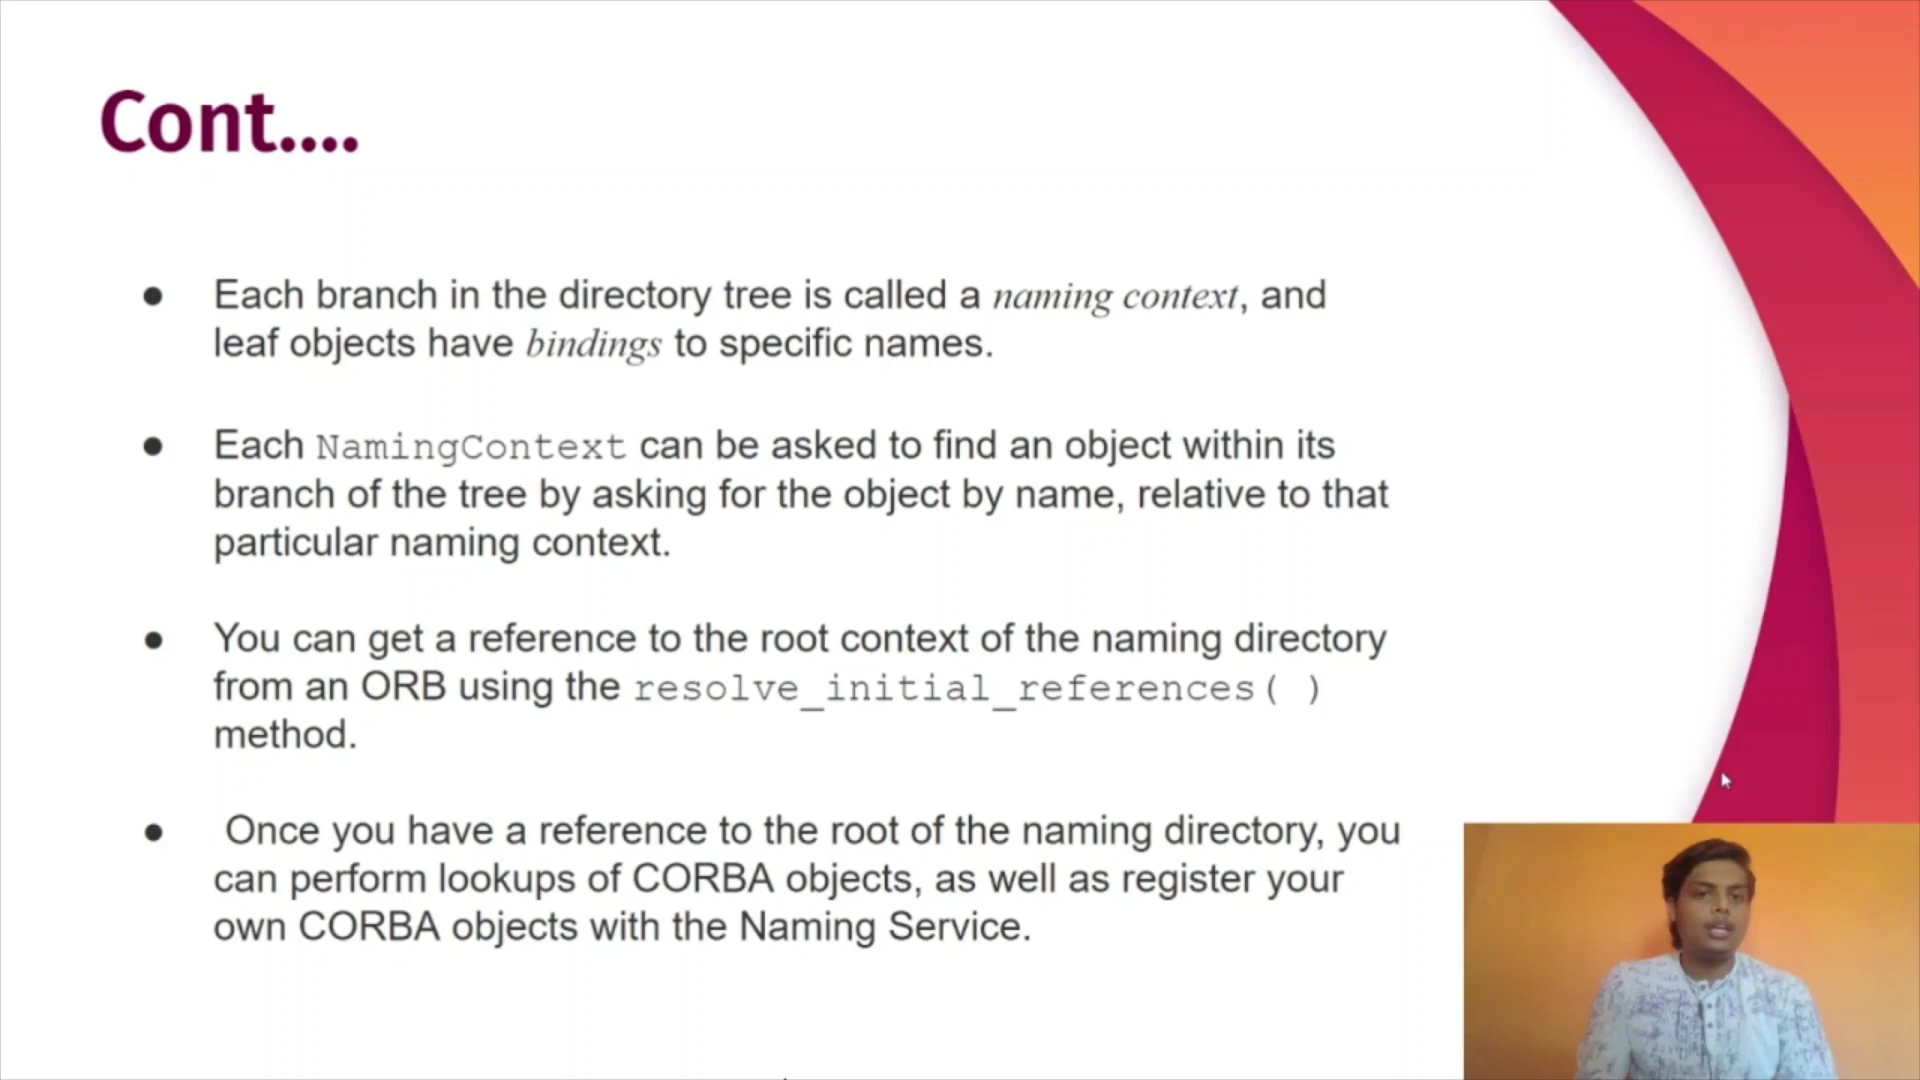 Cont....
● Each branch in the directory tree is called a naming context, and
leaf objects have bindings to specific names.
● Each NamingContext can be asked to find an object within its
branch of the tree by asking for the object by name, relative to that
particular naming context.
● You can get a reference to the root context of the naming directory
from an ORB using the resolve_initial_references( )
method.
● Once you have a reference to the root of the naming directory, you
can perform lookups of CORBA objects, as well as register your
own CORBA objects with the Naming Service.